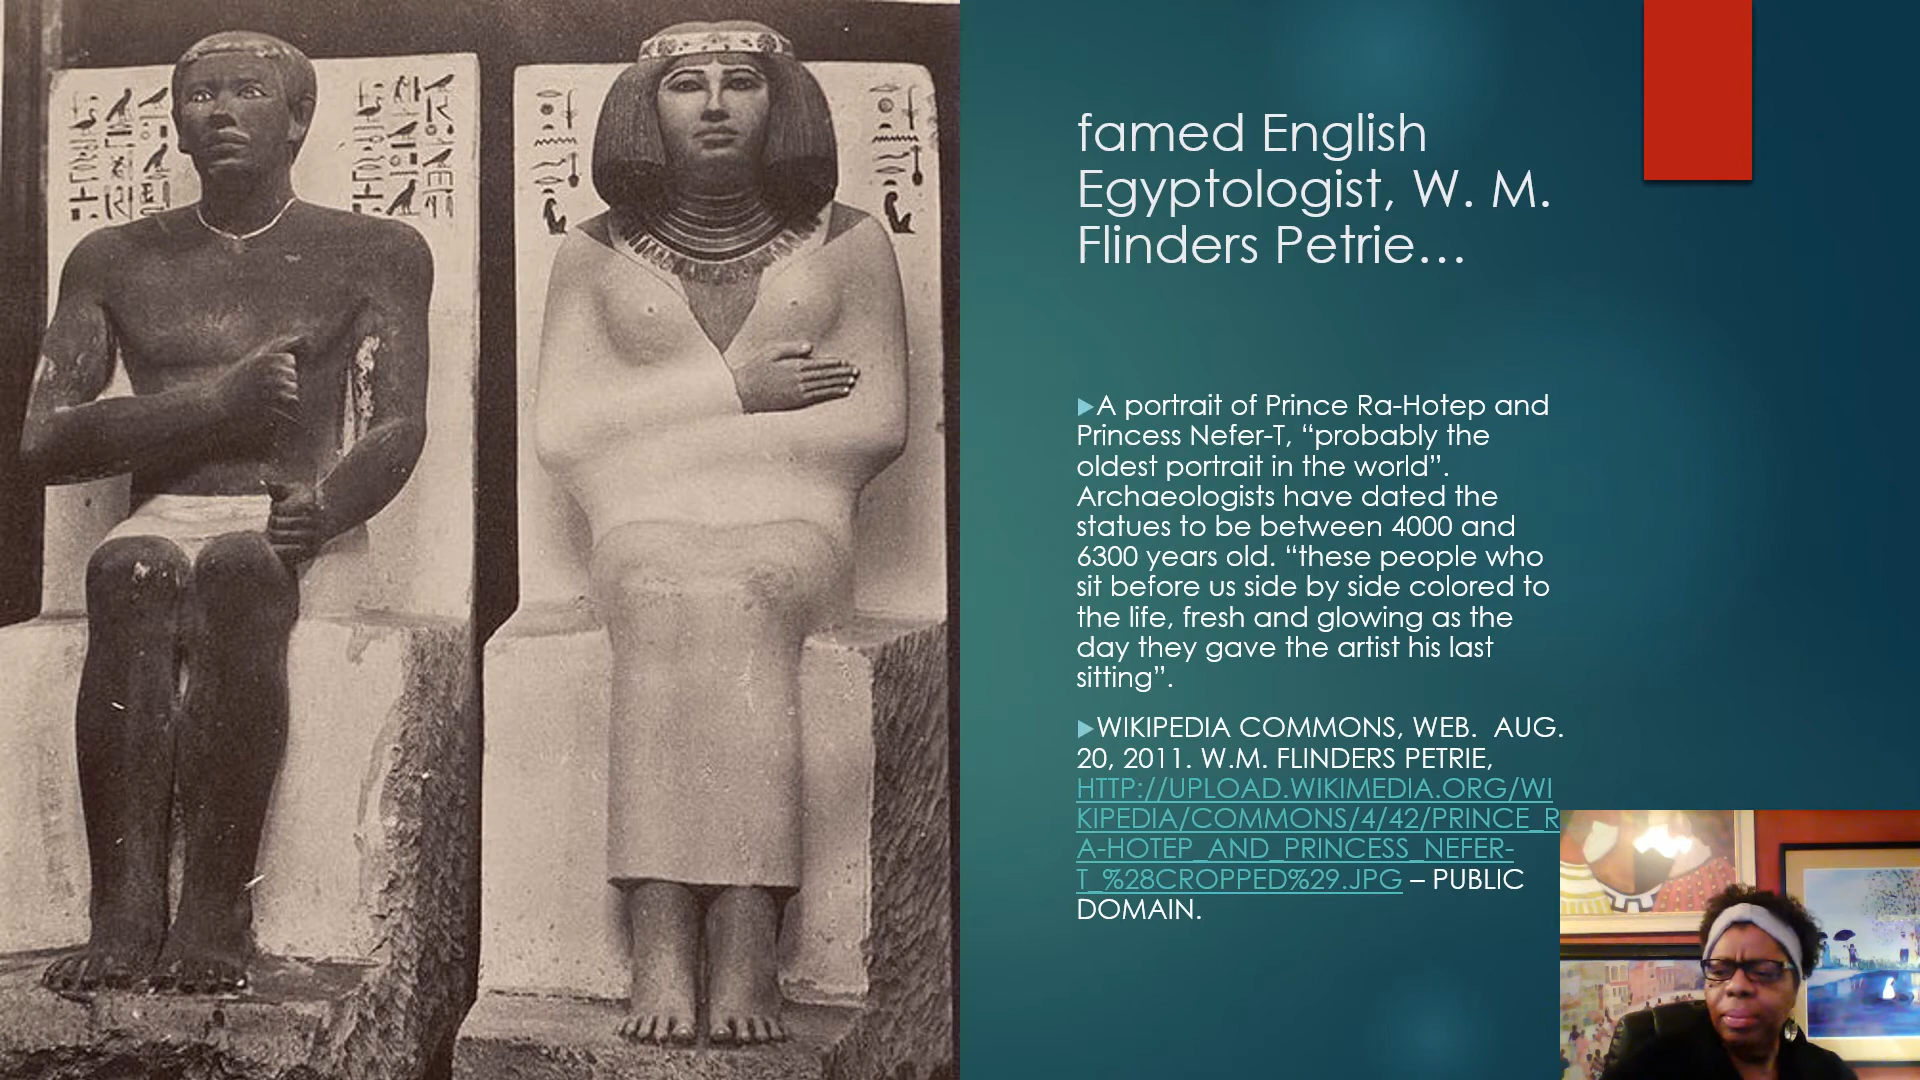 famed English
Egyptologist, W. M.
Flinders Petrie…
A portrait of Prince Ra-Hotep and
Princess Nefer-T, “probably the
oldest portrait in the world”.
Archaeologists have dated the
statues to be between 4000 and
6300 years old. “these people who
sit before us side by side colored to
the life, fresh and glowing as the
day they gave the artist his last
sitting”.
WIKIPEDIA COMMONS, WEB.  AUG.
20, 2011. W.M. FLINDERS PETRIE,
HTTP://UPLOAD.WIKIMEDIA.ORG/WI
KIPEDIA/COMMONS/4/42/PRINCE_R
A-HOTEP_AND_PRINCESS_NEFER-
T_%28CROPPED%29.JPG – PUBLIC
DOMAIN.